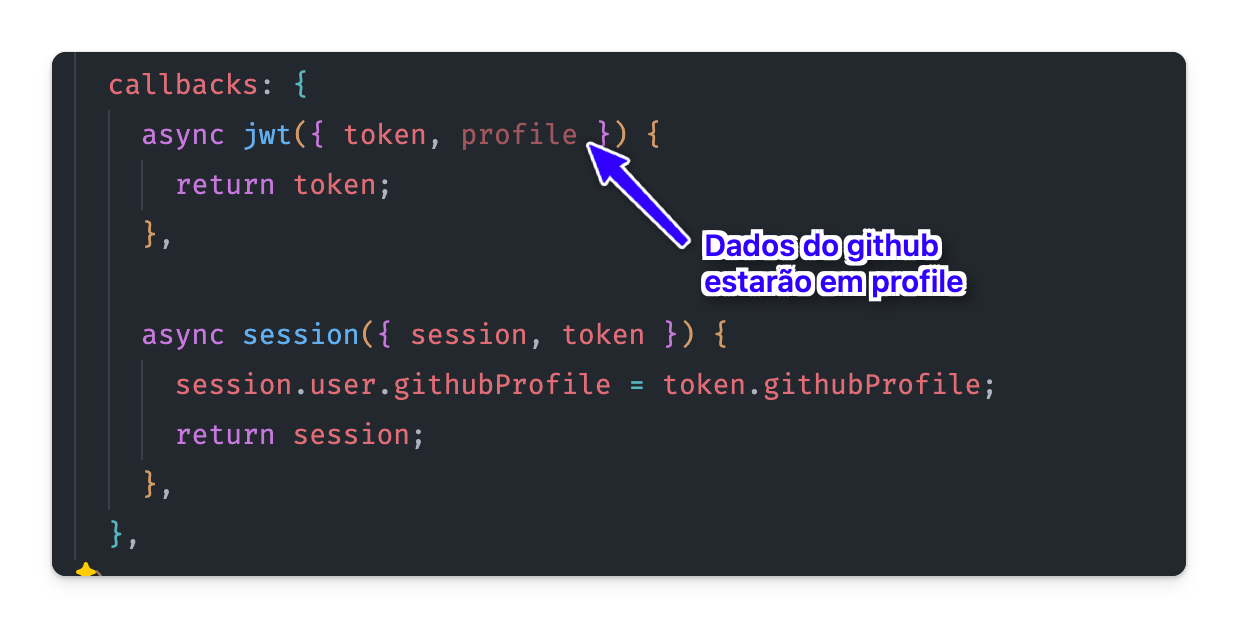 callbacks: {
async jwt({ token, profile }) {
return token;
},
Dados do github
estarão em profile
async session({ session, token }) {
session.user.githubProfile = token.githubProfile;
return session;
},
},